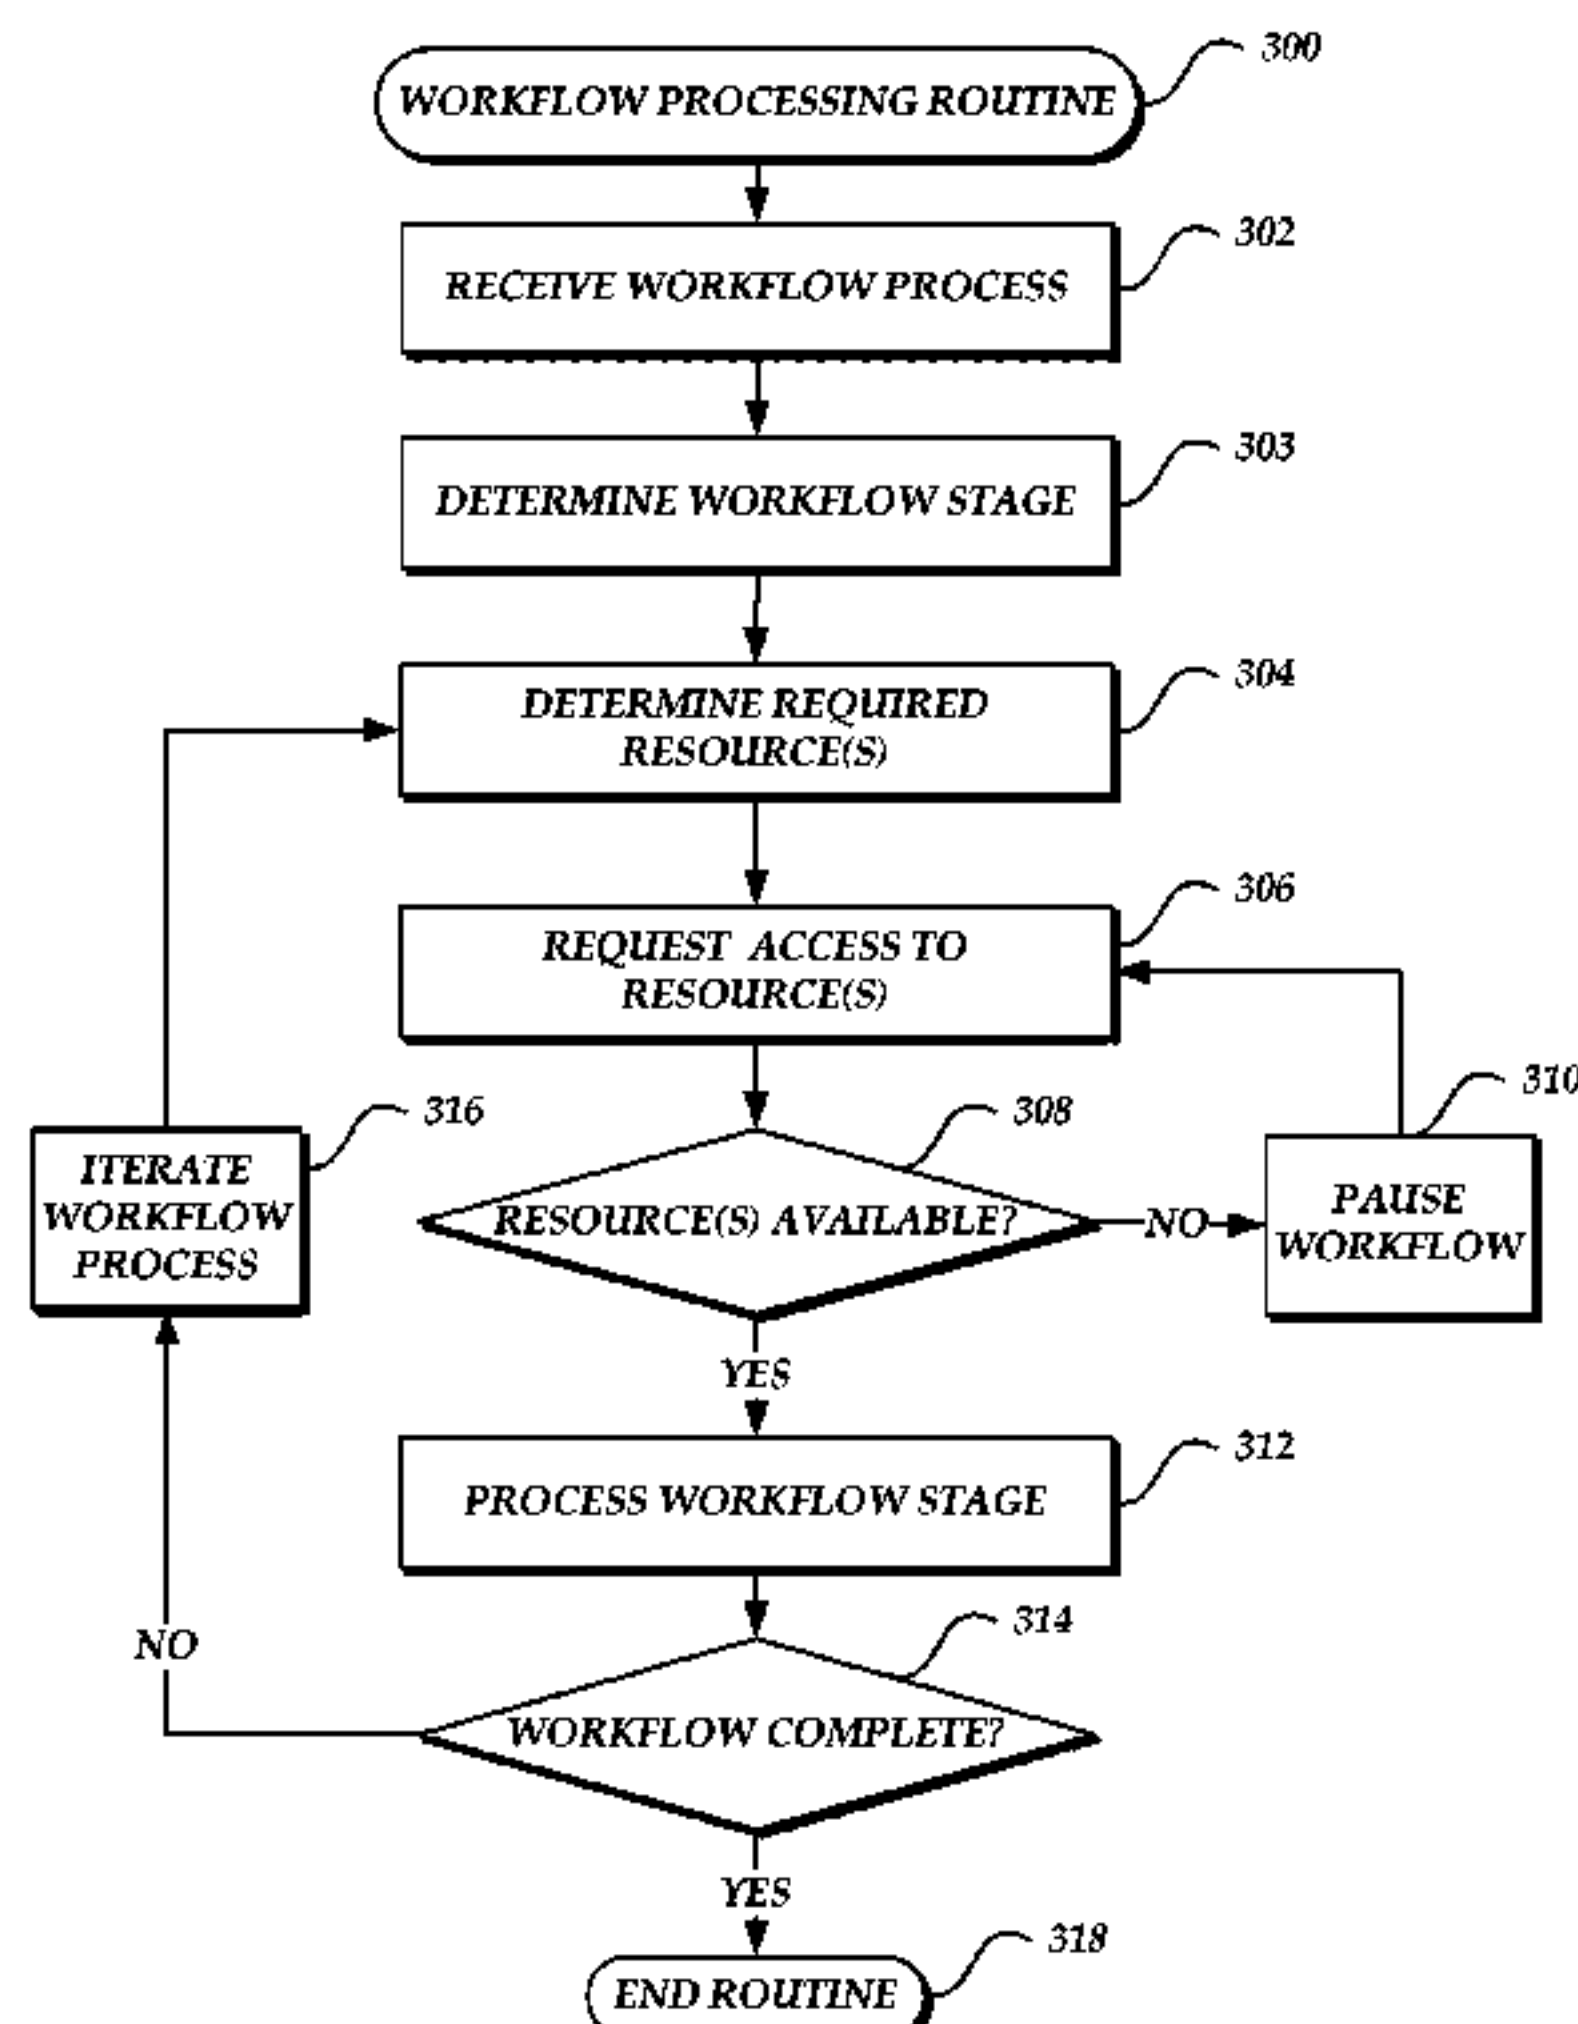 300
WORKFLOW PROCESSING ROUTINE
302
RECEIVE WORKFLOW PROCESS
303
DETERMINE WORKFLOW STAGE
304
DETERMINE REQUIRED
RESOURCE(S)
306
REQUEST ACCESS TO
RESOURCE(S)
308
RESOURCE(S) AVAILABLE?
NO
310
PAUSE
WORKFLOW
YES
312
PROCESS WORKFLOW STAGE
314
WORKFLOW COMPLETE?
NO
316
ITERATE
WORKFLOW
PROCESS
YES
318
END ROUTINE